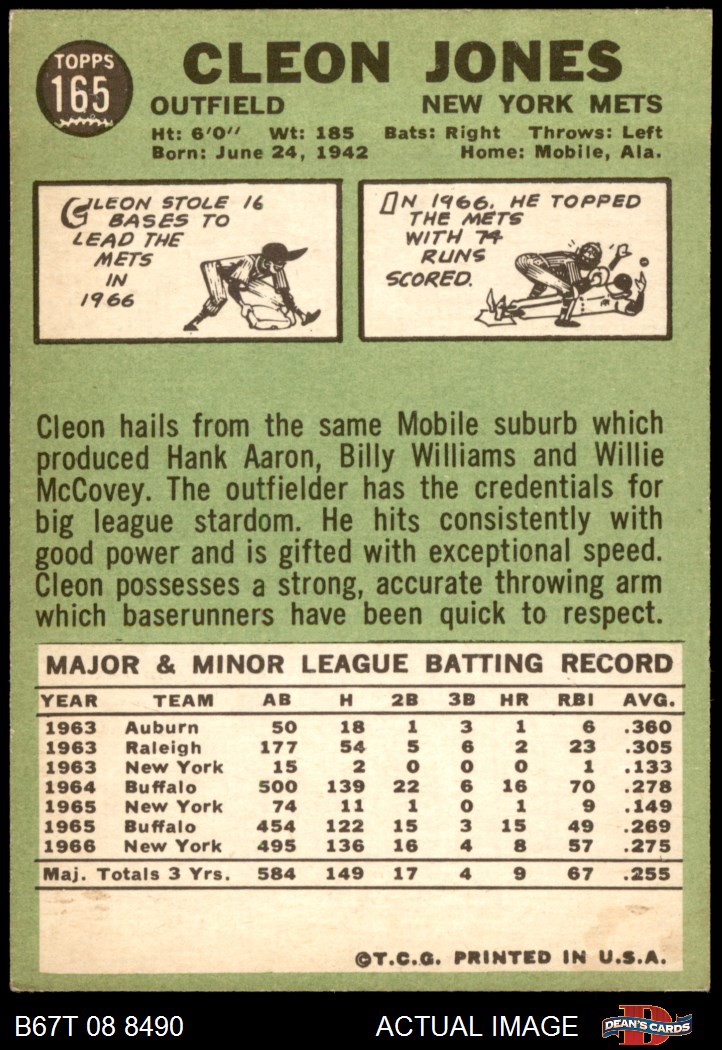 TOPPS
165
CLEON JONES
OUTFIELD NEW YORK METS
Ht: 6'0" Wt: 185 Bats: Right Throws: Left
Born: June 24, 1942 Home: Mobile, Ala.
CLEON STOLE 16
BASES TO
LEAD THE
METS
IN
1966
IN 1966, HE TOPPED
THE METS
WITH 74
RUNS
SCORED.
Cleon hails from the same Mobile suburb which
produced Hank Aaron, Billy Williams and Willie
McCovey. The outfielder has the credentials for
big league stardom. He hits consistently with
good power and is gifted with exceptional speed.
Cleon possesses a strong, accurate throwing arm
which baserunners have been quick to respect.
MAJOR & MINOR LEAGUE BATTING RECORD
YEAR TEAM AB H 2B 3B HR RBI AVG.
1963 Auburn 50 18 1 3 1 6 .360
1963 Raleigh 177 54 5 6 2 23 .305
1963 New York 15 2 0 0 0 1 .133
1964 Buffalo 500 139 22 6 16 70 .278
1965 New York 74 11 1 0 1 9 .149
1965 Buffalo 454 122 15 3 15 49 .269
1966 New York 495 136 16 4 8 57 .275
Maj. Totals 3 Yrs. 584 149 17 4 9 67 .255
©T.C.G. PRINTED IN U.S.A.
B67T 08 8490 ACTUAL IMAGE D DEAN'S CARDS